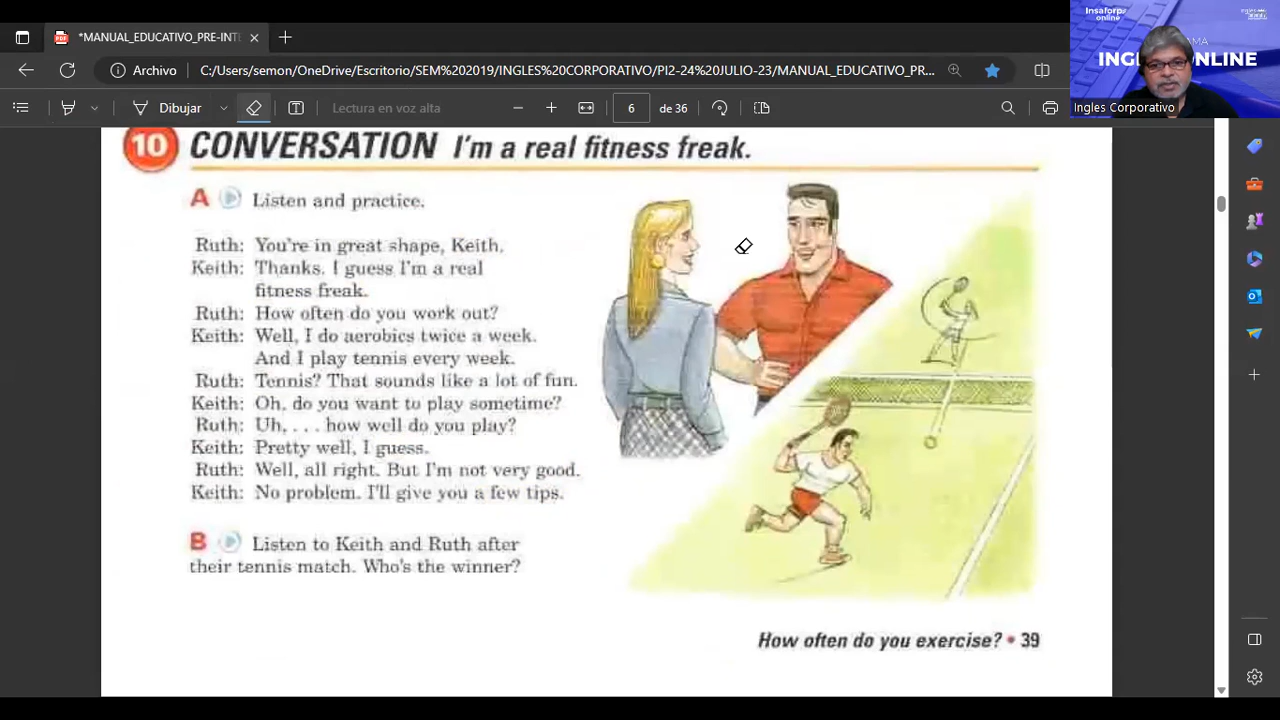 *MANUAL_EDUCATIVO_PRE-INTE
Archivo
C:/Users/semon/OneDrive/Escritorio/SEM%202019/INGLES%20CORPORATIVO/PI2-24%20JULIO-23/MANUAL_EDUCATIVO_PR...
Dibujar
Lectura en voz alta
6
de 36
Insaforp
online
INGL ONLINE
Ingles Corporativo
10 CONVERSATION I'm a real fitness freak.
A Listen and practice.
Ruth: You're in great shape, Keith.
Keith: Thanks. I guess I'm a real
fitness freak.
Ruth: How often do you work out?
Keith: Well, I do aerobics twice a week.
And I play tennis every week.
Ruth: Tennis? That sounds like a lot of fun.
Keith: Oh, do you want to play sometime?
Ruth: Uh, . . . how well do you play?
Keith: Pretty well, I guess.
Ruth: Well, all right. But I'm not very good.
Keith: No problem. I'll give you a few tips.
B Listen to Keith and Ruth after
their tennis match. Who's the winner?
How often do you exercise? • 39